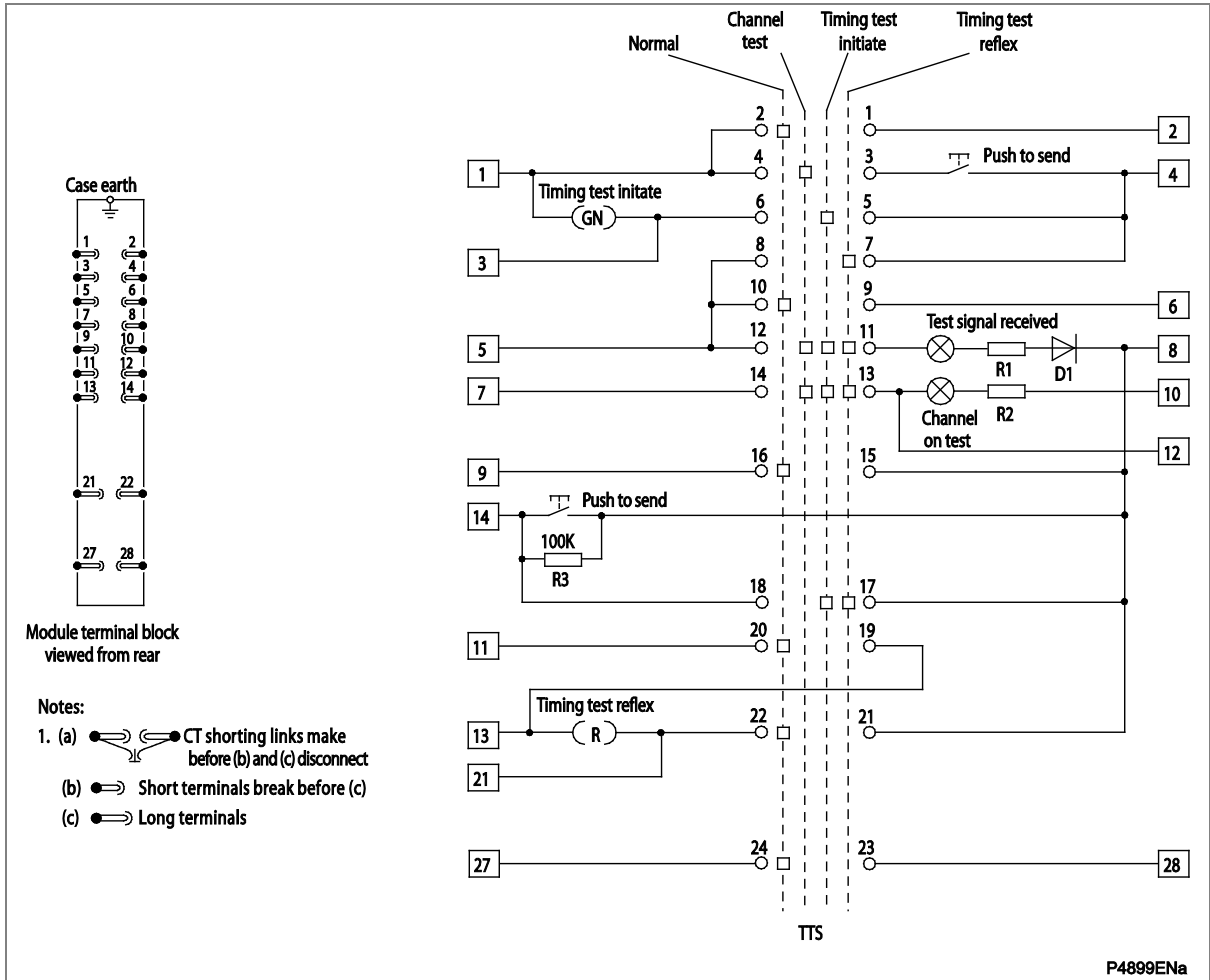 Normal
Channel
test
Timing test
initiate
Timing test
reflex
Case earth
1 2
3 4
5 6
7 8
9 10
11 12
13 14
21 22
27 28
Module terminal block
viewed from rear
Notes:
1. (a) CT shorting links make
before (b) and (c) disconnect
(b) Short terminals break before (c)
(c) Long terminals
2 1 2
1 4 3 Push to send 4
Timing test initate
GN 6 5
3 8 7
10 9 6
5 12 11 Test signal received R1 D1 8
7 14 13 Channel
on test R2 10
12
9 16 15
14 Push to send
100K
R3
18 17
11 20 19
Timing test reflex
13 R 22 21
21
27 24 23 28
TTS
P4899ENa